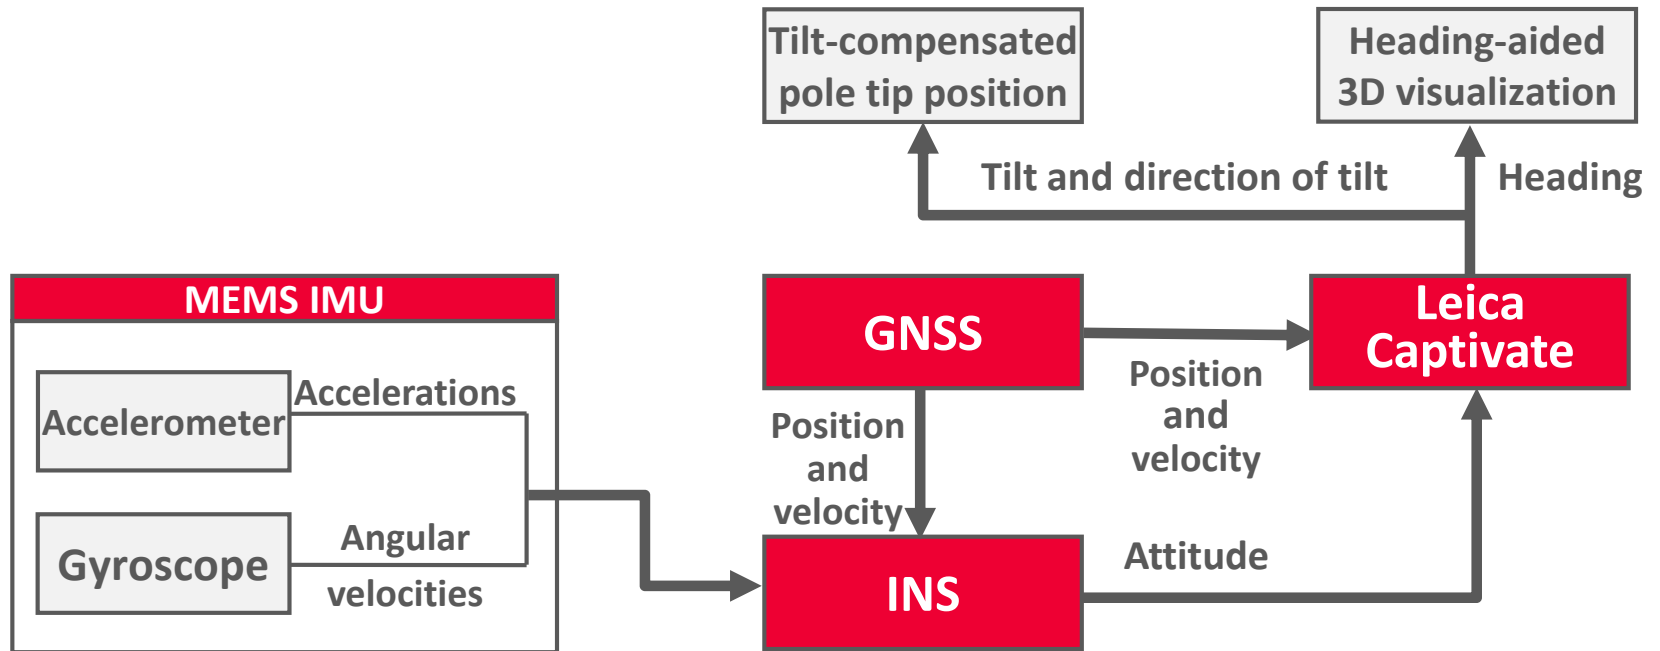 Tilt-compensated
pole tip position
Heading-aided
3D visualization
Tilt and direction of tilt
Heading
MEMS IMU
Accelerometer
Accelerations
Gyroscope
Angular
velocities
GNSS
Position
and
velocity
Position
and
velocity
Leica
Captivate
INS
Attitude